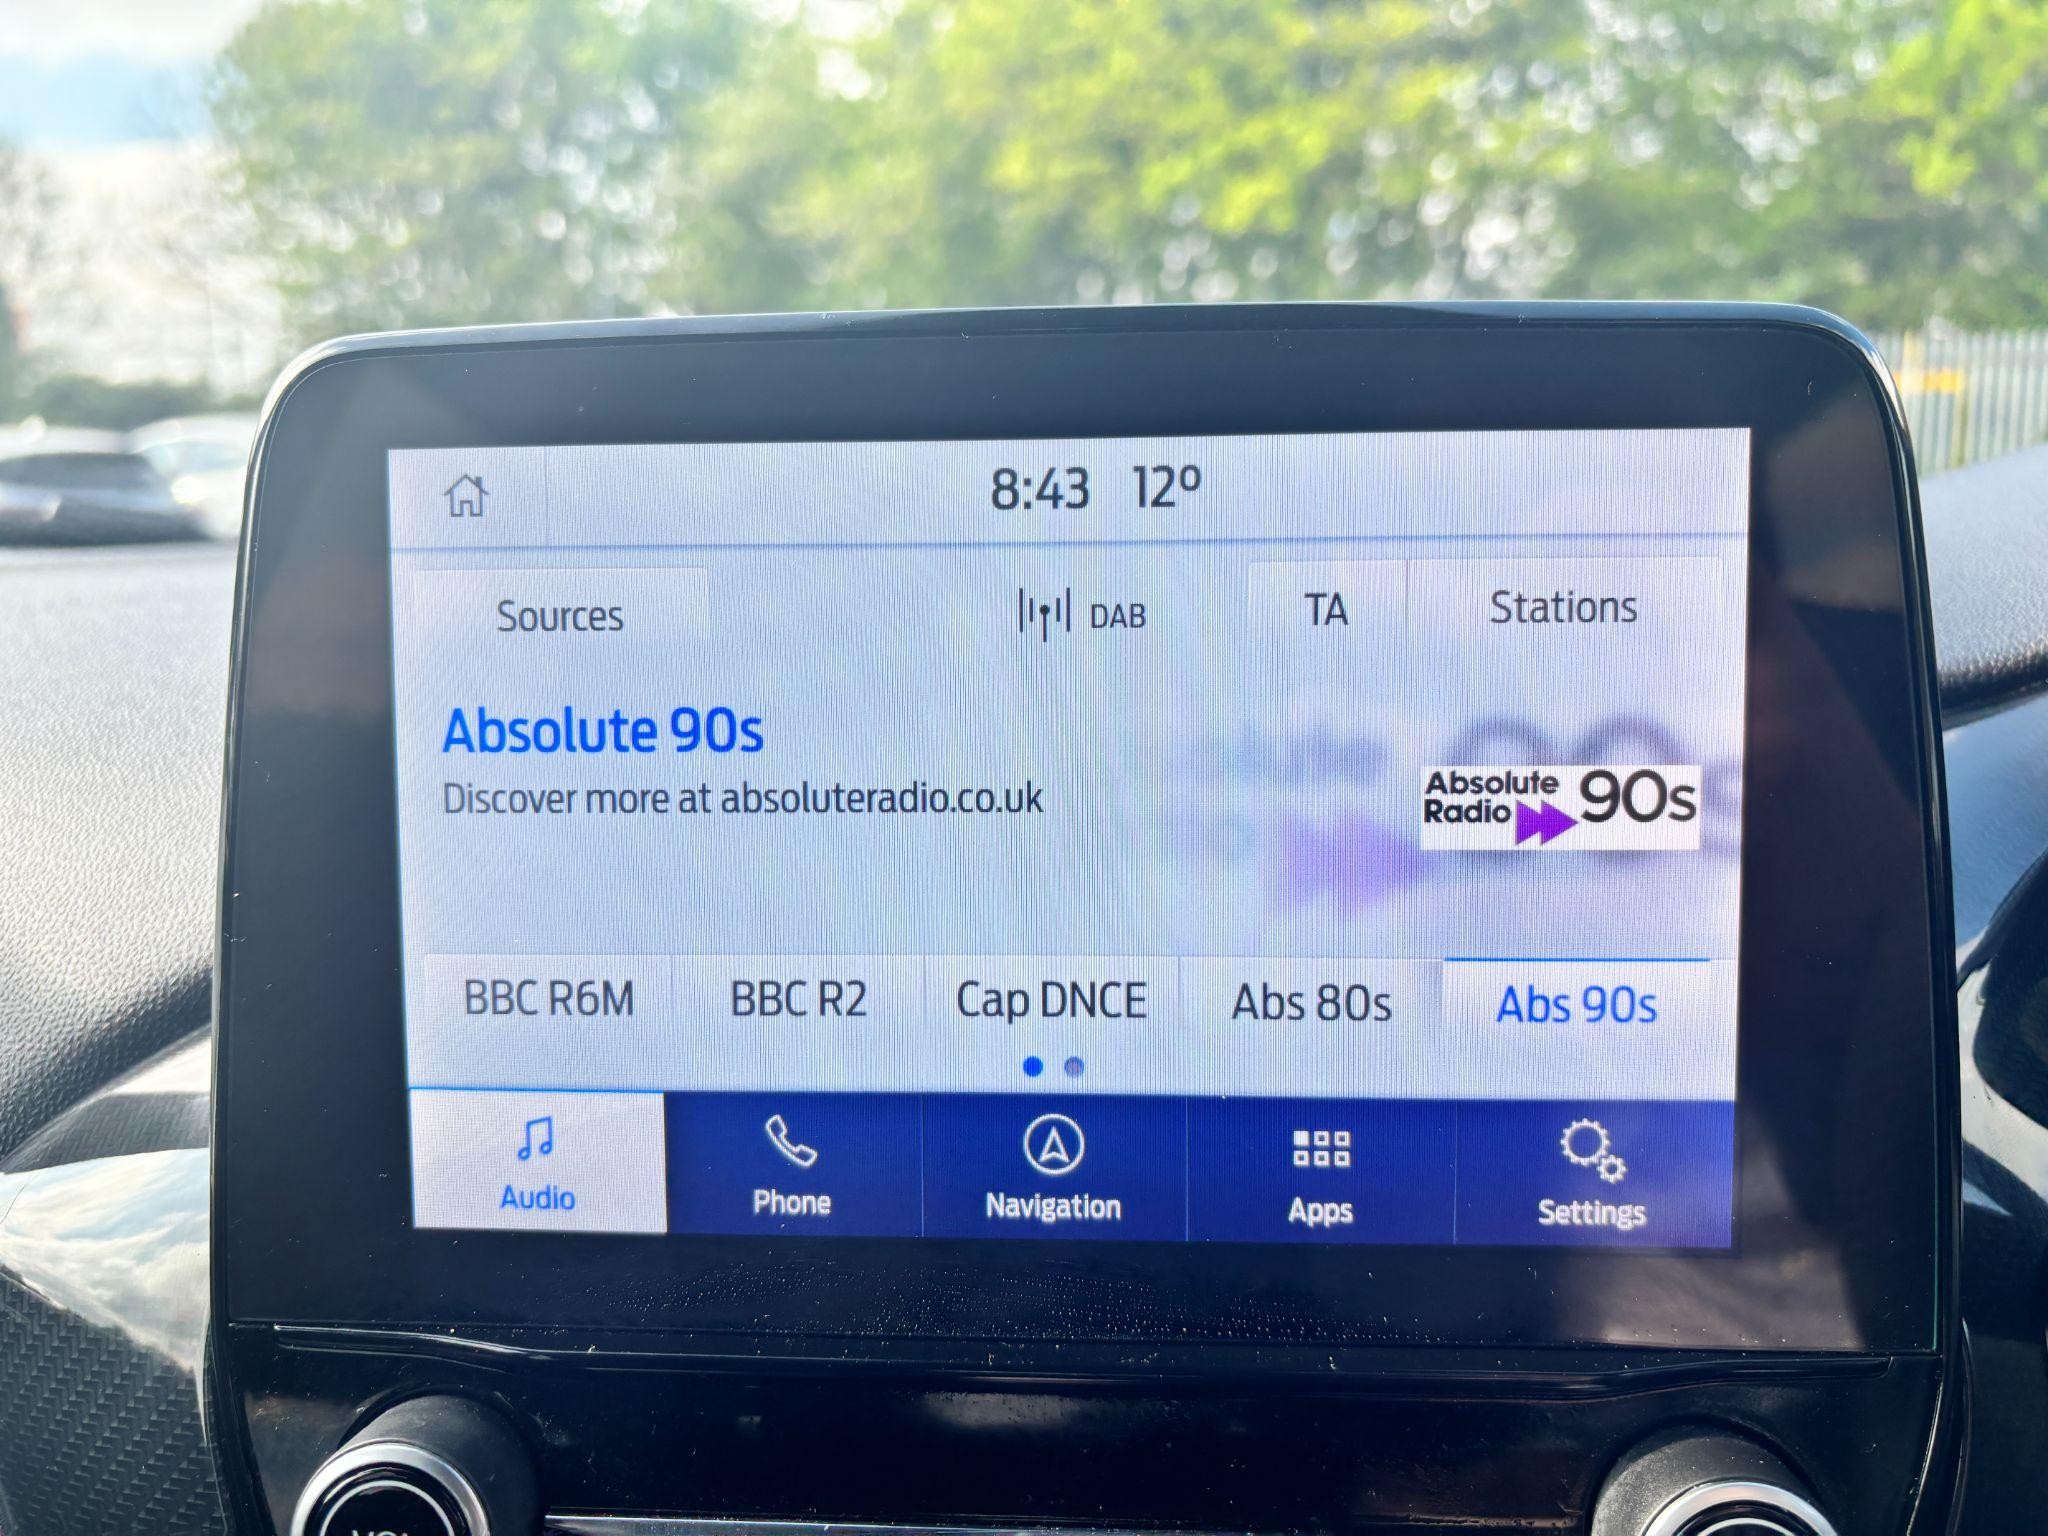 8:43 12º
Sources
DAB
TA
Stations
Absolute 90s
Discover more at absoluteradio.co.uk
Absolute
Radio
90s
BBC R6M
BBC R2
Cap DNCE
Abs 80s
Abs 90s
Audio
Phone
Navigation
Apps
Settings